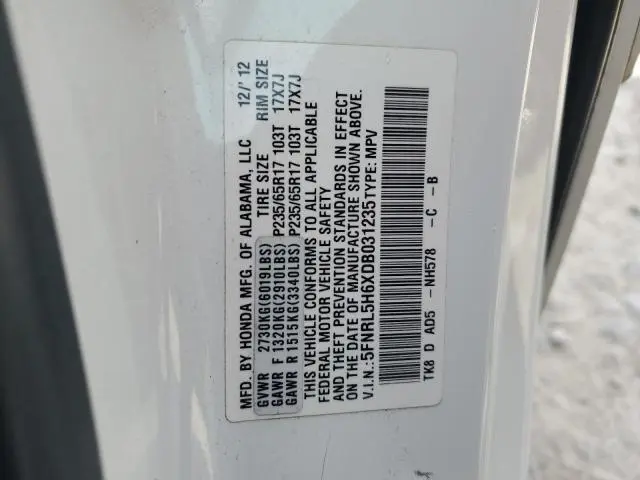 MFD. BY HONDA MFG. OF ALABAMA, LLC 12/'12
TIRE SIZE RIM SIZE
GVWR 2730KG(6019LBS)
GAWR F 1320KG(2910LBS) P235/65R17 103T 17X7J
GAWR R 1515KG(3340LBS) P235/65R17 103T 17X7J
THIS VEHICLE CONFORMS TO ALL APPLICABLE
FEDERAL MOTOR VEHICLE SAFETY
AND THEFT PREVENTION STANDARDS IN EFFECT
ON THE DATE OF MANUFACTURE SHOWN ABOVE.
V.I.N.:5FNRL5H6XDB031235 TYPE: MPV
TK8 D AD5 -NH578 -C -B